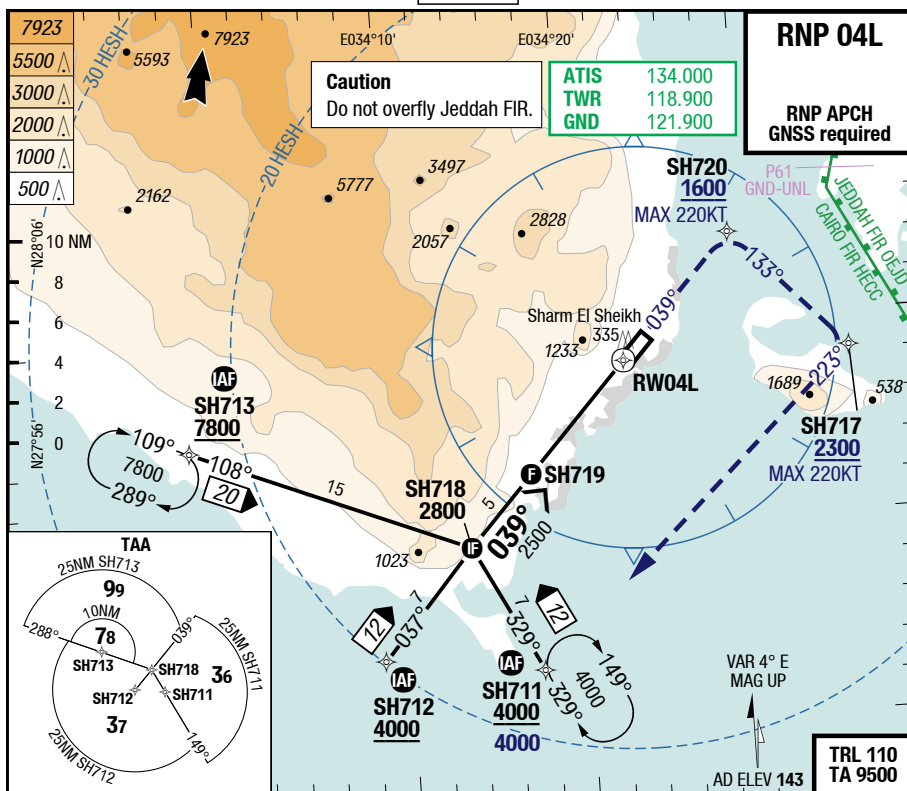 7923
5500
3000
2000
1000
500
30 HESH
20 HESH
5593
7923
E034°10'
E034°20'
Caution
Do not overfly Jeddah FIR.
ATIS 134.000
TWR 118.900
GND 121.900
RNP 04L
RNP APCH
GNSS required
P61
GND-UNL
JEDDAH FIR OEJD
CAIRO FIR HECC
SH720
1600
MAX 220KT
3497
5777
2162
2057
2828
N28°06'
10 NM
8
6
4
2
0
N27°56'
039°
133°
223°
Sharm El Sheikh
335
1233
RW04L
1689
538
SH717
2300
MAX 220KT
IAF
SH713
7800
109°
7800
289°
108°
20
15
SH718
2800
F
SH719
5
IF
039°
2500
1023
7
037°
12
7
329°
12
149°
4000
329°
IAF
SH712
4000
IAF
SH711
4000
4000
TAA
25NM SH713
99
10NM
78
288°
SH713
039°
SH718
SH712
SH711
25NM SH711
36
37
149°
25NM SH712
VAR 4° E
MAG UP
AD ELEV 143
TRL 110
TA 9500